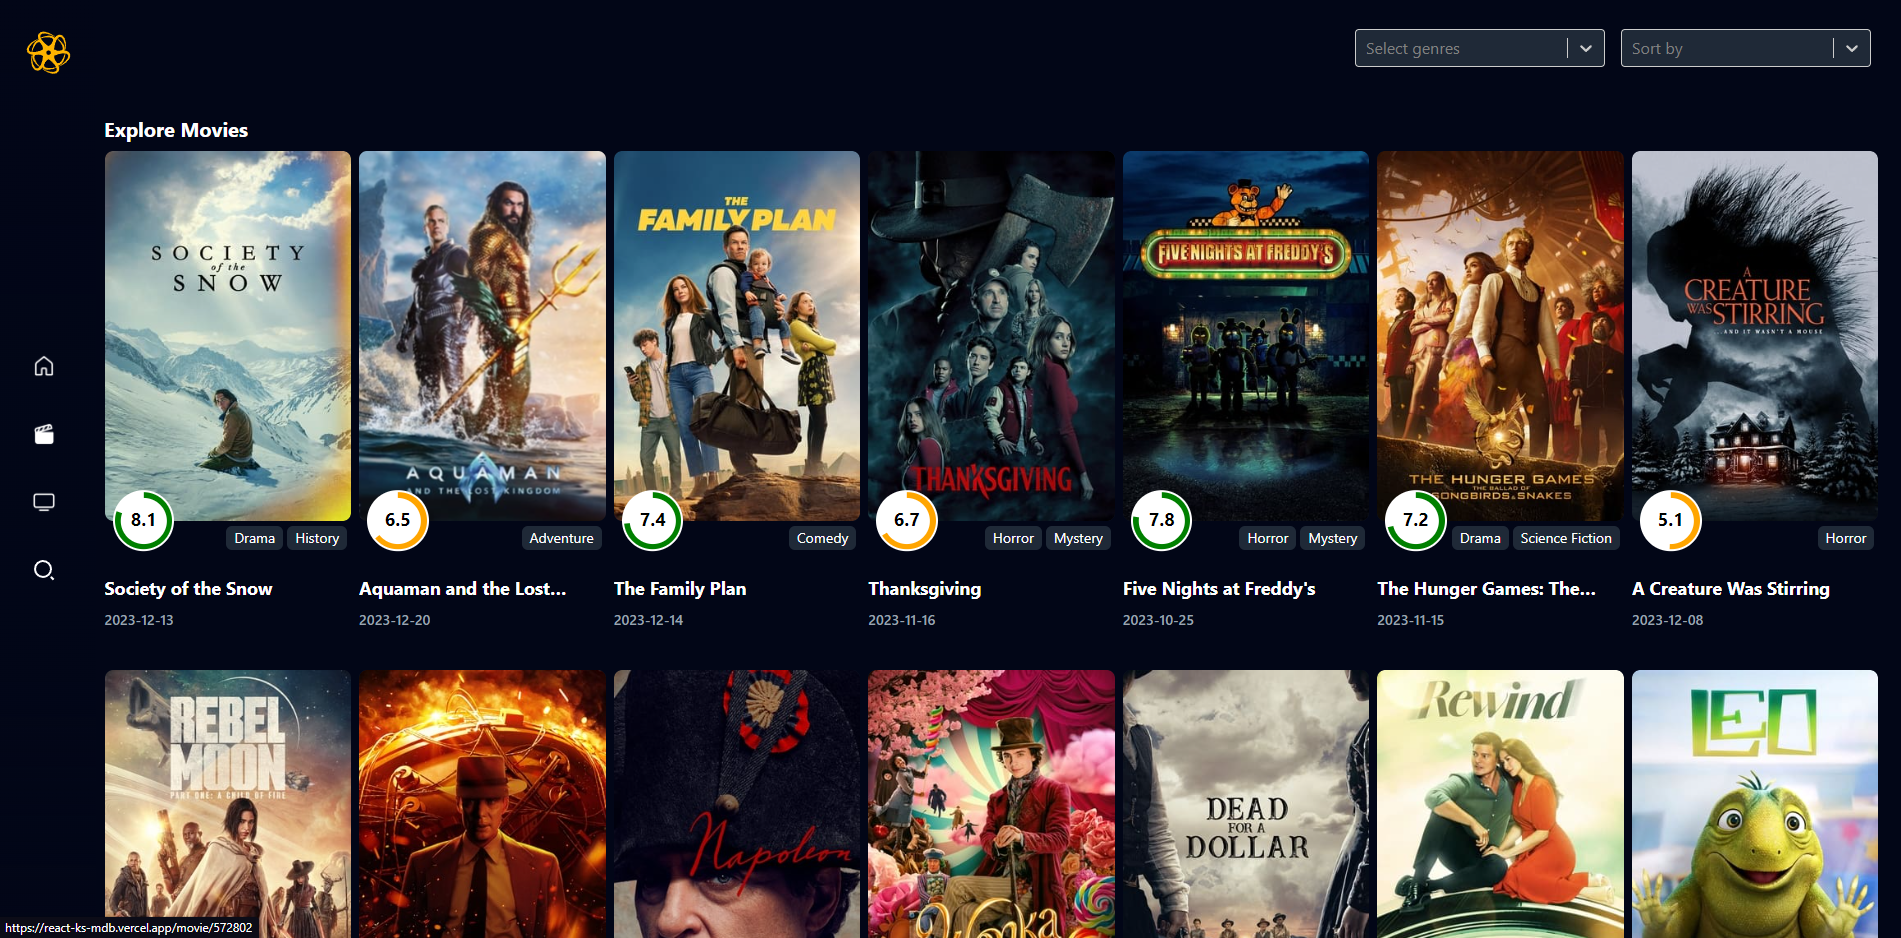 Select genres
Sort by
Explore Movies
SOCIETY
of the
SNOW
AQUAMAN
AND THE LOST KINGDOM
THE
FAMILY PLAN
THANKSGIVING
FIVE NIGHTS AT FREDDY'S
THE HUNGER GAMES
THE BALLAD OF
SONGBIRDS & SNAKES
A
CREATURE
WAS STIRRING
...AND IT WASN'T A MOUSE
8.1
Drama
History
6.5
Adventure
7.4
Comedy
6.7
Horror
Mystery
7.8
Horror
Mystery
7.2
Drama
Science Fiction
5.1
Horror
Society of the Snow
2023-12-13
Aquaman and the Lost...
2023-12-20
The Family Plan
2023-12-14
Thanksgiving
2023-11-16
Five Nights at Freddy's
2023-10-25
The Hunger Games: The...
2023-11-15
A Creature Was Stirring
2023-12-08
REBEL
MOON
PART ONE: A CHILD OF FIRE
Napoleon
Wonka
DEAD
FOR A
DOLLAR
Rewind
LEO
https://react-ks-mdb.vercel.app/movie/572802